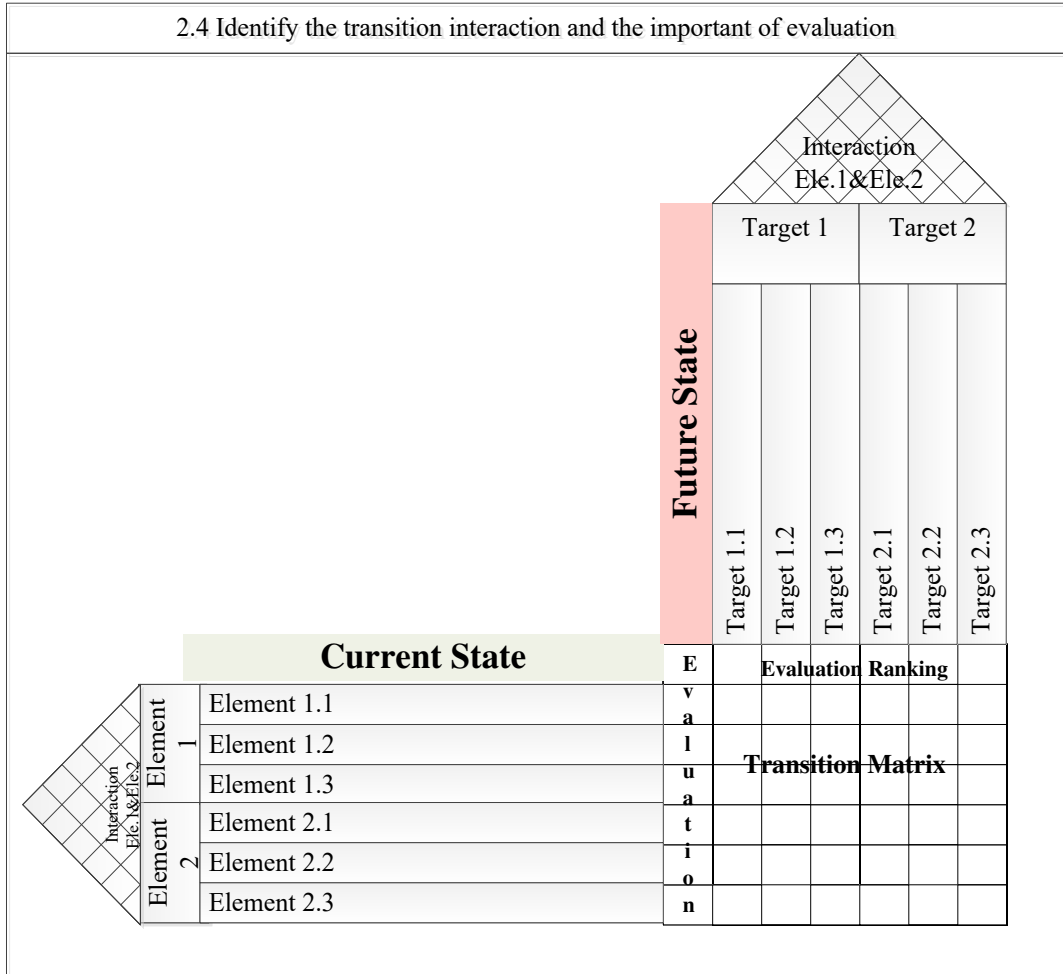 2.4 Identify the transition interaction and the important of evaluation
Interaction
Ele.1&Ele.2
Target 1
Target 2
Future State
Target 1.1
Target 1.2
Target 1.3
Target 2.1
Target 2.2
Target 2.3
Current State
Evaluation
Evaluation Ranking
Transition Matrix
Interaction
Ele.1&Ele.2
Element
1
Element 1.1
Element 1.2
Element 1.3
Element
2
Element 2.1
Element 2.2
Element 2.3